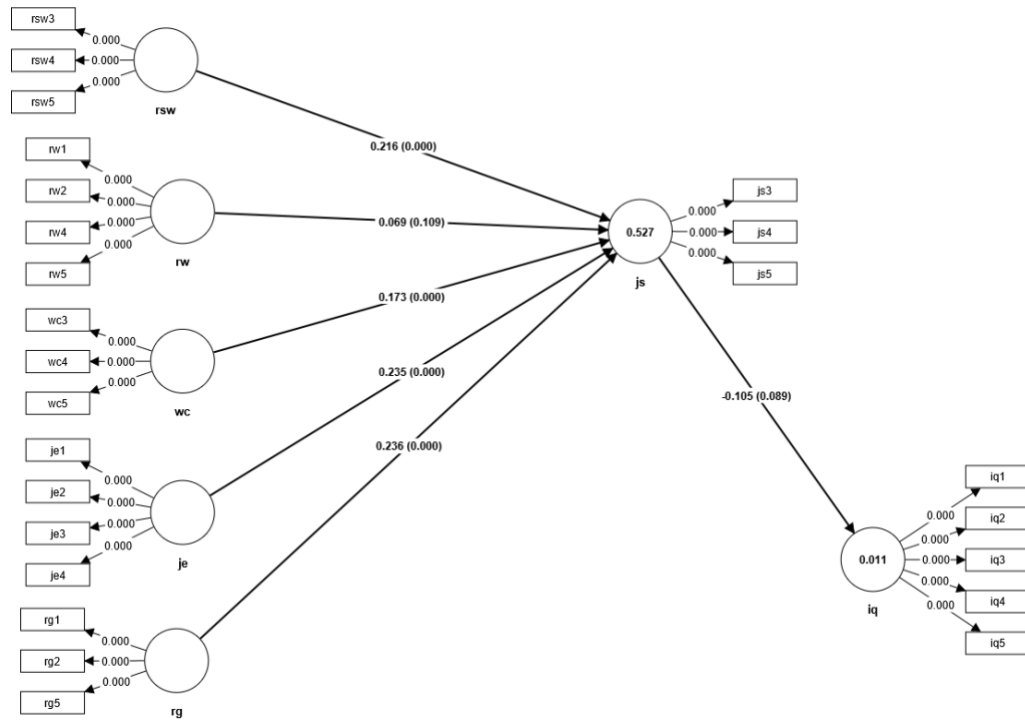 rsw3
0.000
rsw4
0.000
rsw5
0.000
rsw
rw1
0.000
rw2
0.000
rw4
0.000
rw5
0.000
rw
wc3
0.000
wc4
0.000
wc5
0.000
wc
je1
0.000
je2
0.000
je3
0.000
je4
0.000
je
rg1
0.000
rg2
0.000
rg5
0.000
rg
0.216 (0.000)
0.069 (0.109)
0.173 (0.000)
0.235 (0.000)
0.236 (0.000)
0.527
js
0.000
js3
0.000
js4
0.000
js5
-0.105 (0.089)
0.011
iq
0.000
iq1
0.000
iq2
0.000
iq3
0.000
iq4
0.000
iq5